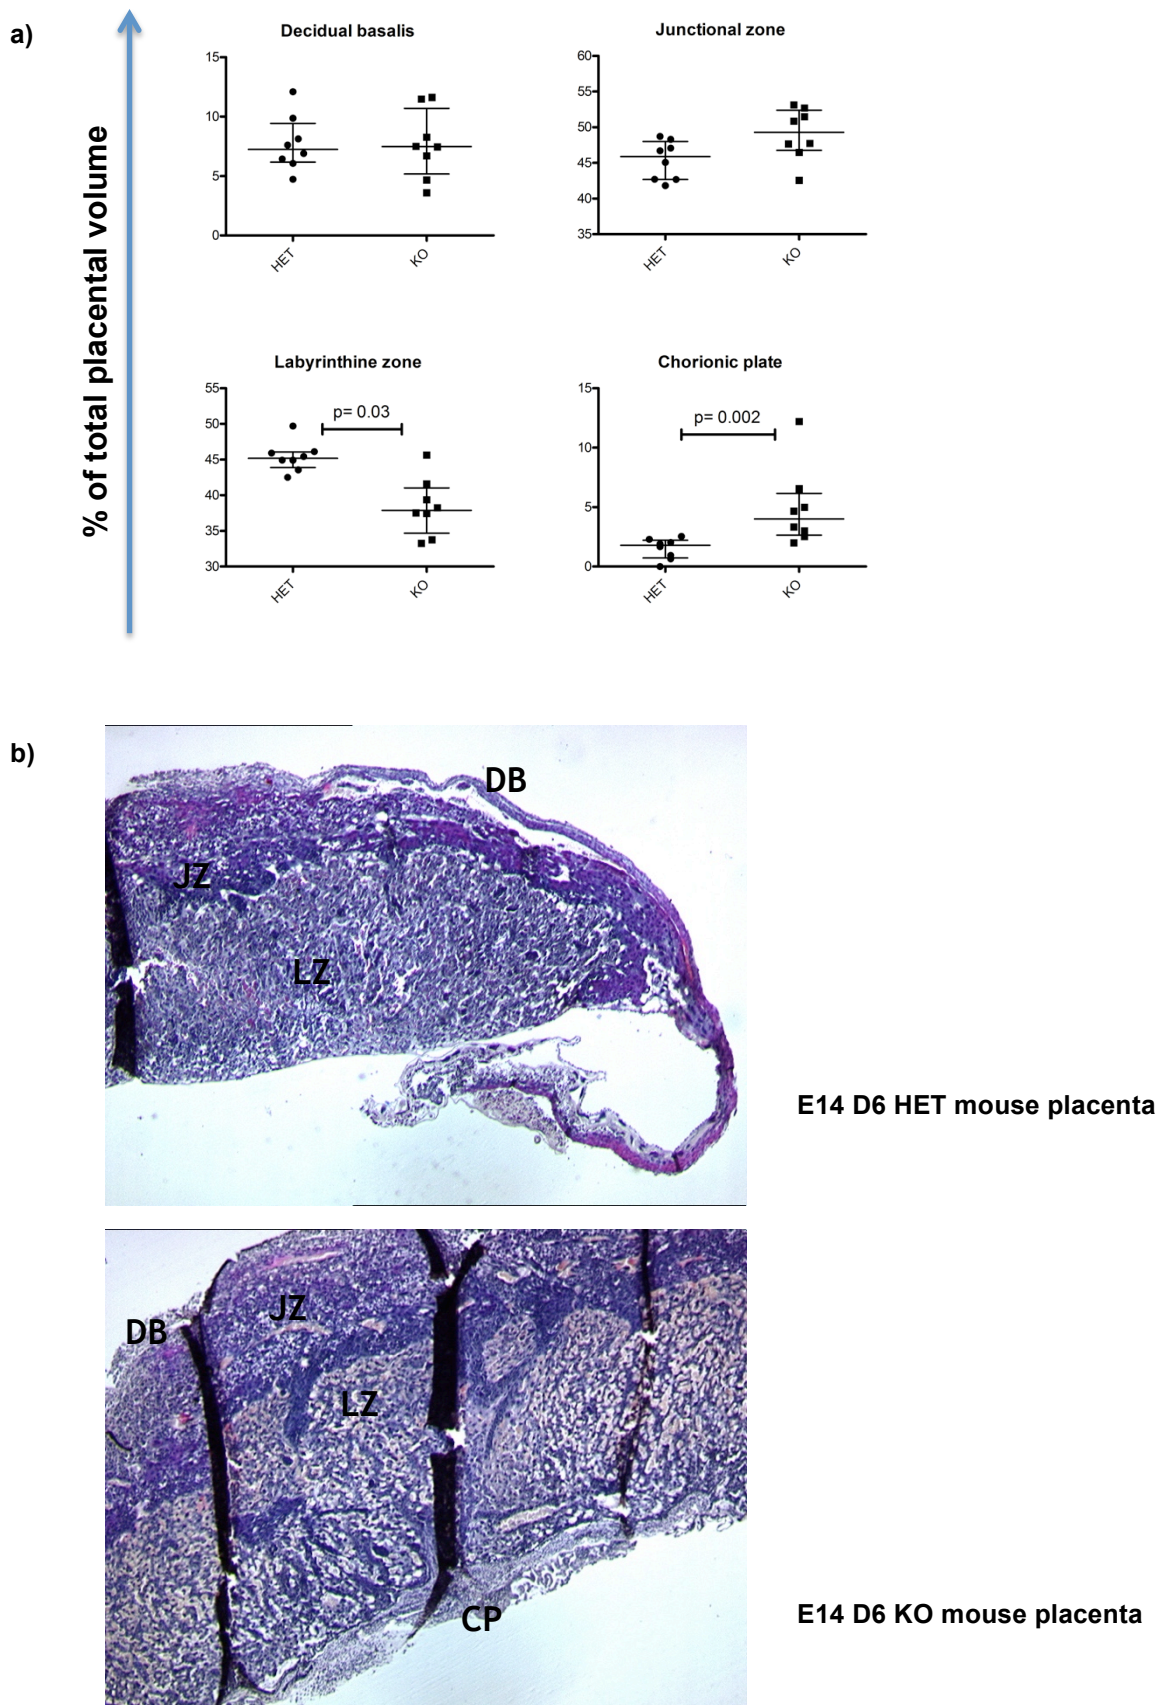 a)
% of total placental volume
Decidual basalis
15
10
5
0
HET
KO
Junctional zone
60
55
50
45
40
35
HET
KO
Labyrinthine zone
55
50
45
40
35
30
p= 0.03
HET
KO
Chorionic plate
15
10
5
0
p= 0.002
HET
KO
b)
DB
JZ
LZ
E14 D6 HET mouse placenta
JZ
DB
LZ
CP
E14 D6 KO mouse placenta